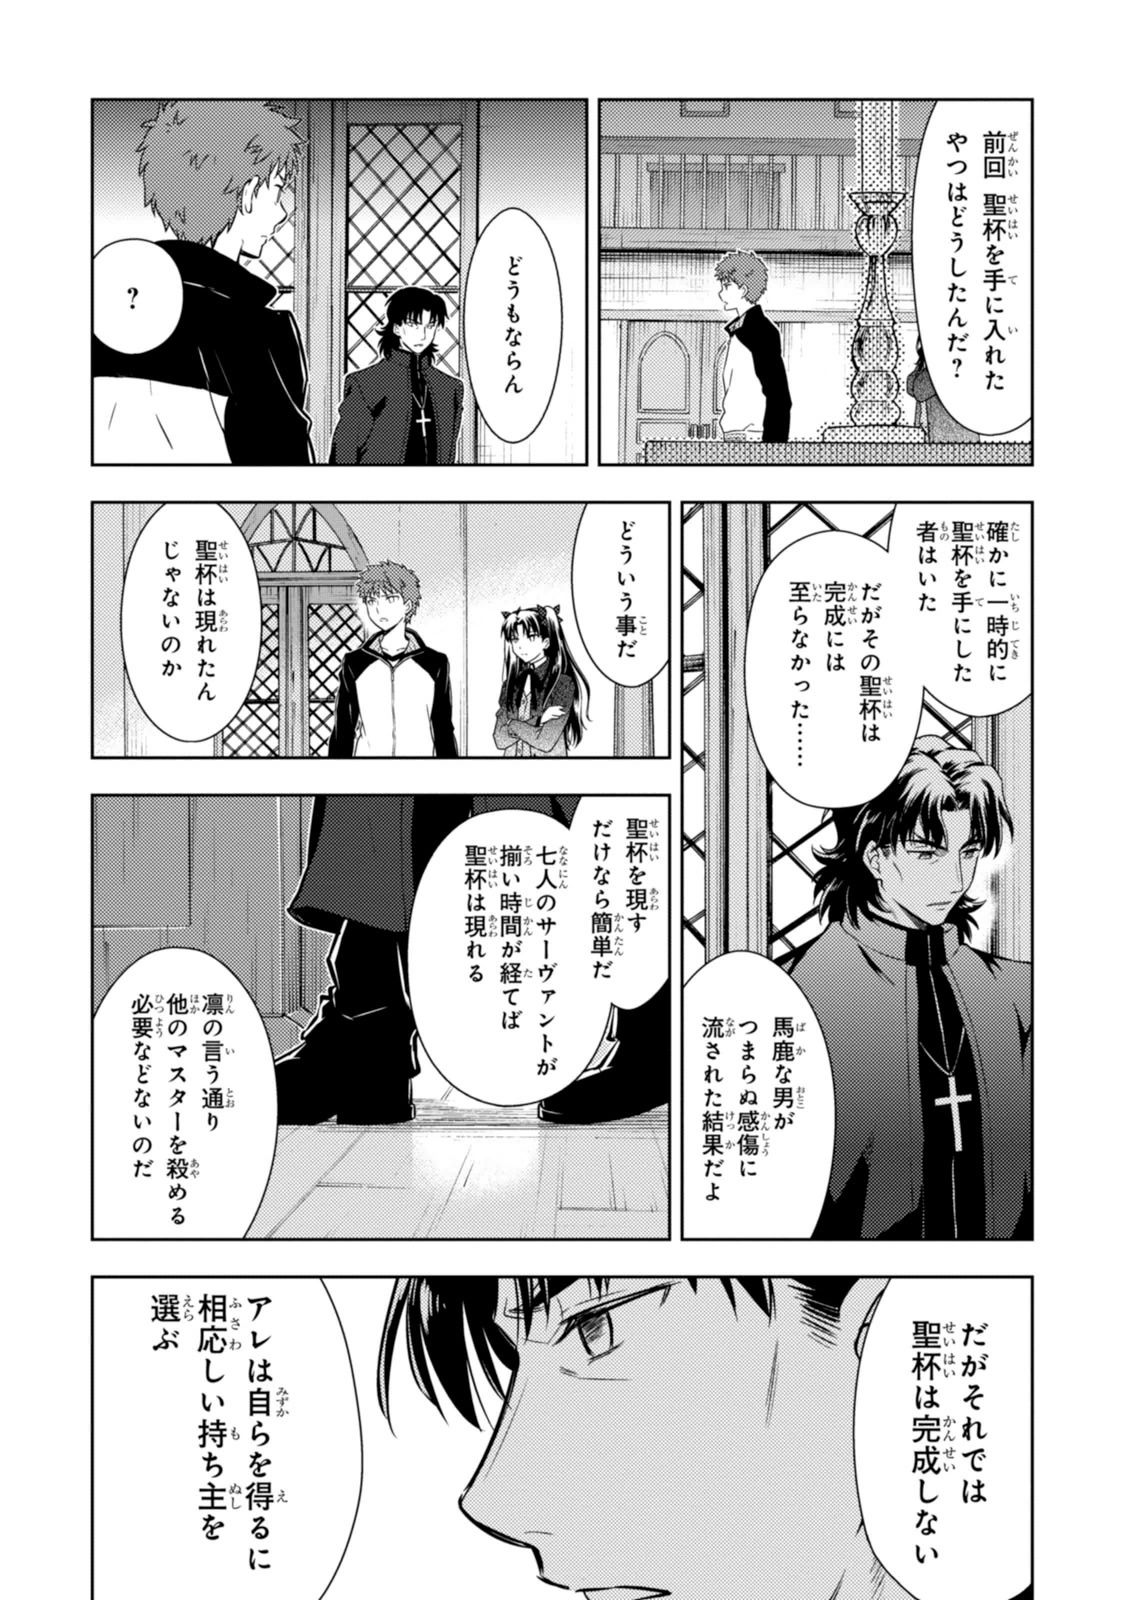 前回 聖杯を手に入れた
やつはどうしたんだ?
どうもならん
?
確かに一時的に
聖杯を手にした
者はいた
だがその聖杯は
完成には
至らなかった……
馬鹿な男が
つまらぬ感傷に
流された結果だよ
どういう事だ
聖杯は現れたん
じゃないのか
聖杯を現す
だけなら簡単だ
七人のサーヴァントが
揃い時間が経てば
聖杯は現れる
凛の言う通り
他のマスターを殺める
必要などないのだ
だがそれでは
聖杯は完成しない
アレは自らを得るに
相応しい持ち主を
選ぶ